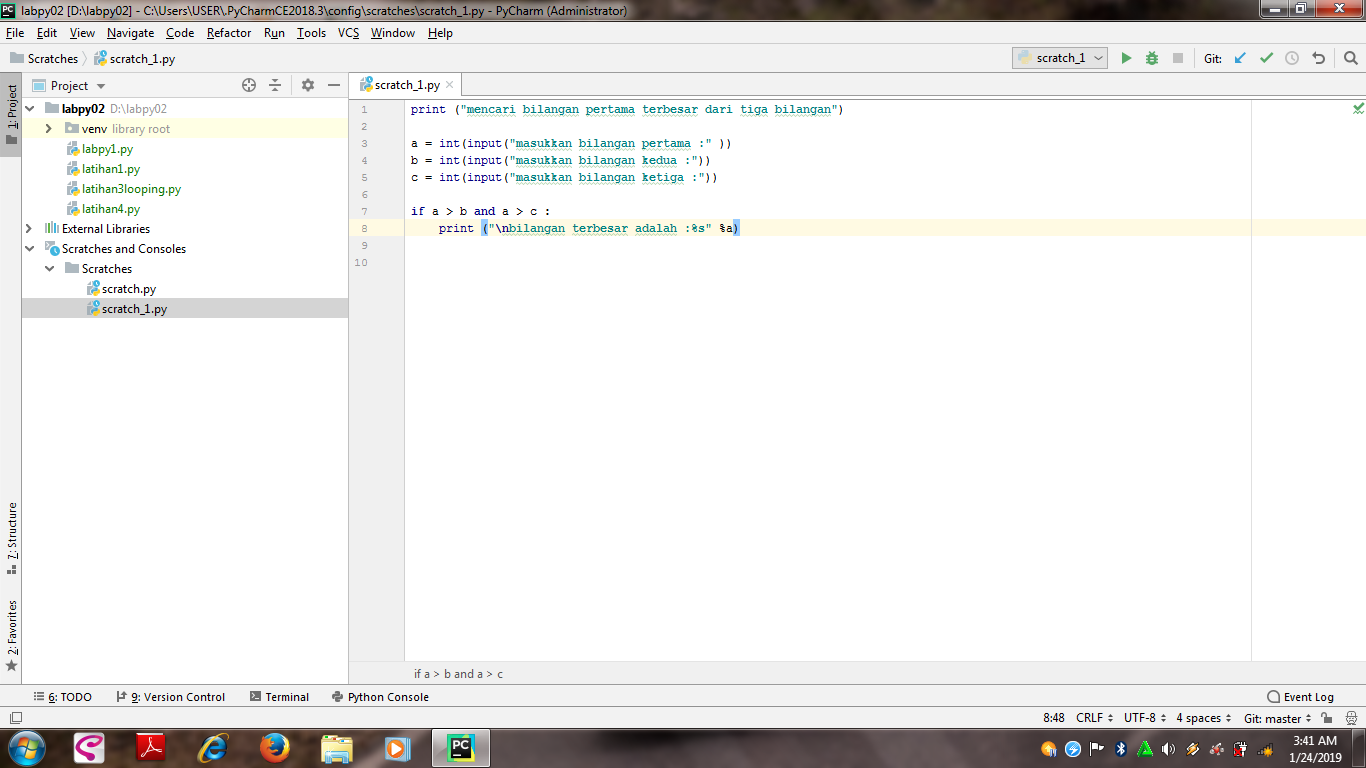 labpy02 [D:\labpy02] - C:\Users\USER\.PyCharmCE2018.3\config\scratches\scratch_1.py - PyCharm (Administrator)
File Edit View Navigate Code Refactor Run Tools VCS Window Help
Scratches scratch_1.py scratch_1 Git:
1: Project
Project
scratch_1.py
labpy02 D:\labpy02
venv library root
labpy1.py
latihan1.py
latihan3looping.py
latihan4.py
External Libraries
Scratches and Consoles
Scratches
scratch.py
scratch_1.py
1 print ("mencari bilangan pertama terbesar dari tiga bilangan")
2
3 a = int(input("masukkan bilangan pertama :" ))
4 b = int(input("masukkan bilangan kedua :"))
5 c = int(input("masukkan bilangan ketiga :"))
6
7 if a > b and a > c :
8     print ("\nbilangan terbesar adalah :%s" %a)
9
10
7: Structure
2: Favorites
if a > b and a > c
6: TODO 9: Version Control Terminal Python Console Event Log
8:48 CRLF UTF-8 4 spaces Git: master
PC
3:41 AM
1/24/2019